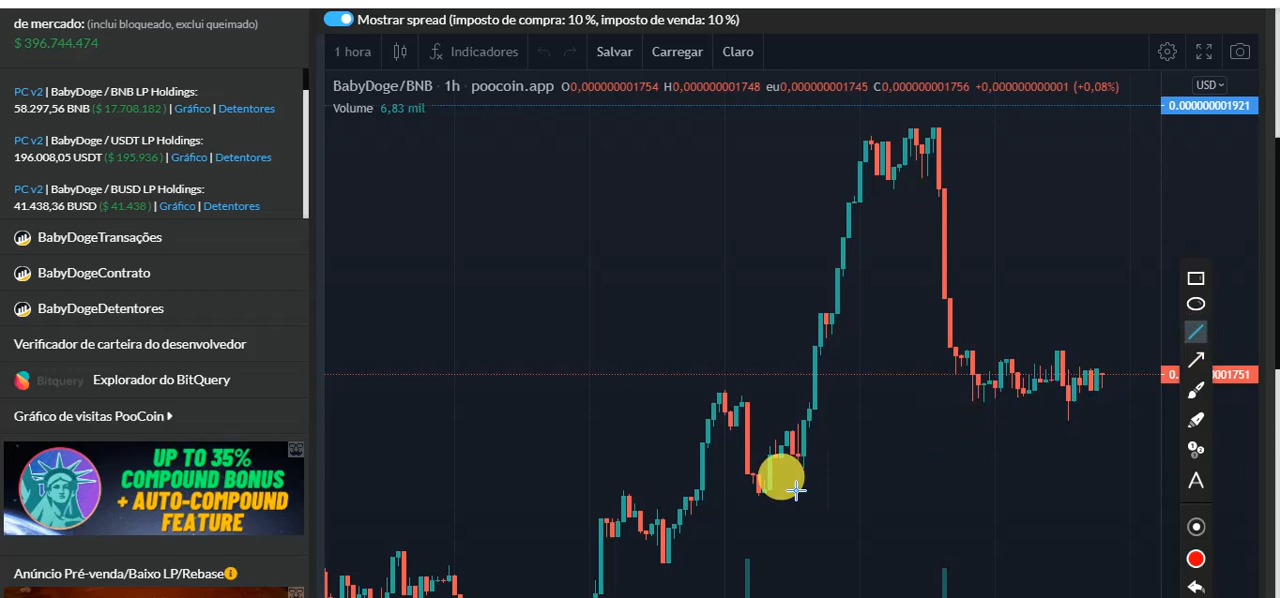 de mercado: (inclui bloqueado, exclui queimado)
$ 396.744.474
PC v2 | BabyDoge / BNB LP Holdings:
58.297,56 BNB ($ 17.708.182 ) | Gráfico | Detentores
PC v2 | BabyDoge / USDT LP Holdings:
196.008,05 USDT ($ 195.936 ) | Gráfico | Detentores
PC v2 | BabyDoge / BUSD LP Holdings:
41.438,36 BUSD ($ 41.438 ) | Gráfico | Detentores
BabyDogeTransações
BabyDogeContrato
BabyDogeDetentores
Verificador de carteira do desenvolvedor
Bitquery Explorador do BitQuery
Gráfico de visitas PooCoin
UP TO 35%
COMPOUND BONUS
+ AUTO-COMPOUND
FEATURE
Anúncio Pré-venda/Baixo LP/Rebase
Mostrar spread (imposto de compra: 10 %, imposto de venda: 10 %)
1 hora Indicadores Salvar Carregar Claro
BabyDoge/BNB · 1h · poocoin.app O0,000000001754 H0,000000001748 eu0,000000001745 C0,000000001756 +0,000000000001 (+0,08%)
USD
Volume 6,83 mil
0.000000001921
0. 0001751
A